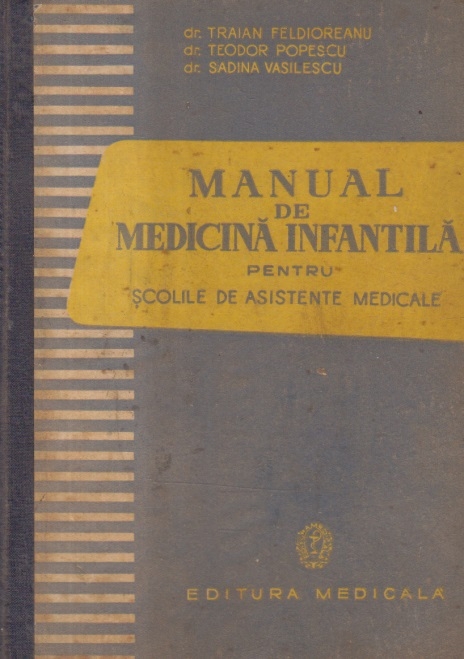 dr. TRAIAN FELDIOREANU
dr. TEODOR POPESCU
dr. SADINA VASILESCU
MANUAL
DE
MEDICINĂ INFANTILĂ
PENTRU
ȘCOLILE DE ASISTENTE MEDICALE
EDITURA MEDICALĂ